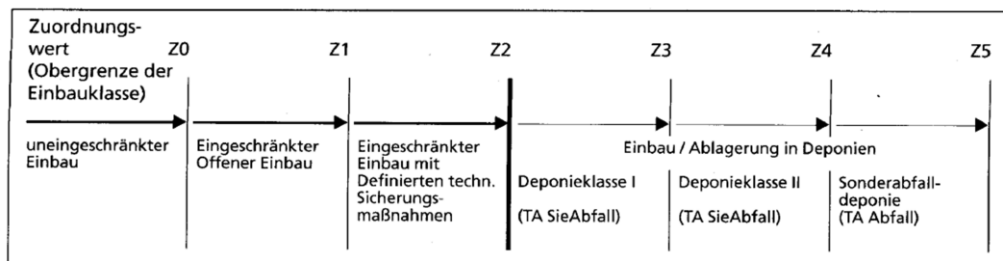 Zuordnungs-
wert Z0 Z1 Z2 Z3 Z4 Z5
(Obergrenze der
Einbauklasse)
uneingeschränkter
Einbau
Eingeschränkter
Offener Einbau
Eingeschränkter
Einbau mit
Definierten techn.
Sicherungs-
maßnahmen
Einbau / Ablagerung in Deponien
Deponieklasse I
(TA SieAbfall)
Deponieklasse II
(TA SieAbfall)
Sonderabfall-
deponie
(TA Abfall)